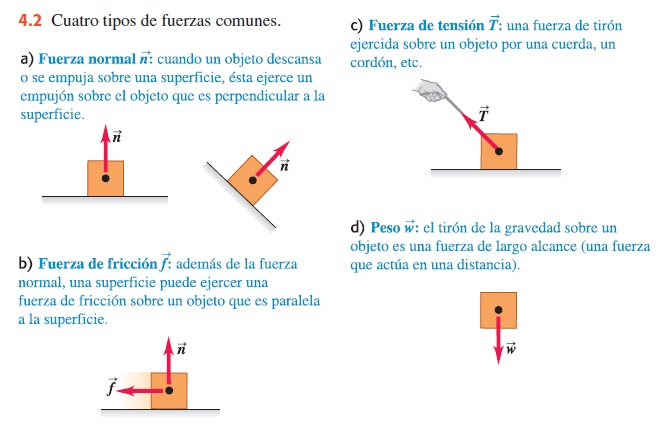 4.2 Cuatro tipos de fuerzas comunes.
a) Fuerza normal n⃗: cuando un objeto descansa
o se empuja sobre una superficie, ésta ejerce un
empujón sobre el objeto que es perpendicular a la
superficie.
n⃗
n⃗
b) Fuerza de fricción f⃗: además de la fuerza
normal, una superficie puede ejercer una
fuerza de fricción sobre un objeto que es paralela
a la superficie.
n⃗
f⃗
c) Fuerza de tensión T⃗: una fuerza de tirón
ejercida sobre un objeto por una cuerda, un
cordón, etc.
T⃗
d) Peso w⃗: el tirón de la gravedad sobre un
objeto es una fuerza de largo alcance (una fuerza
que actúa en una distancia).
w⃗